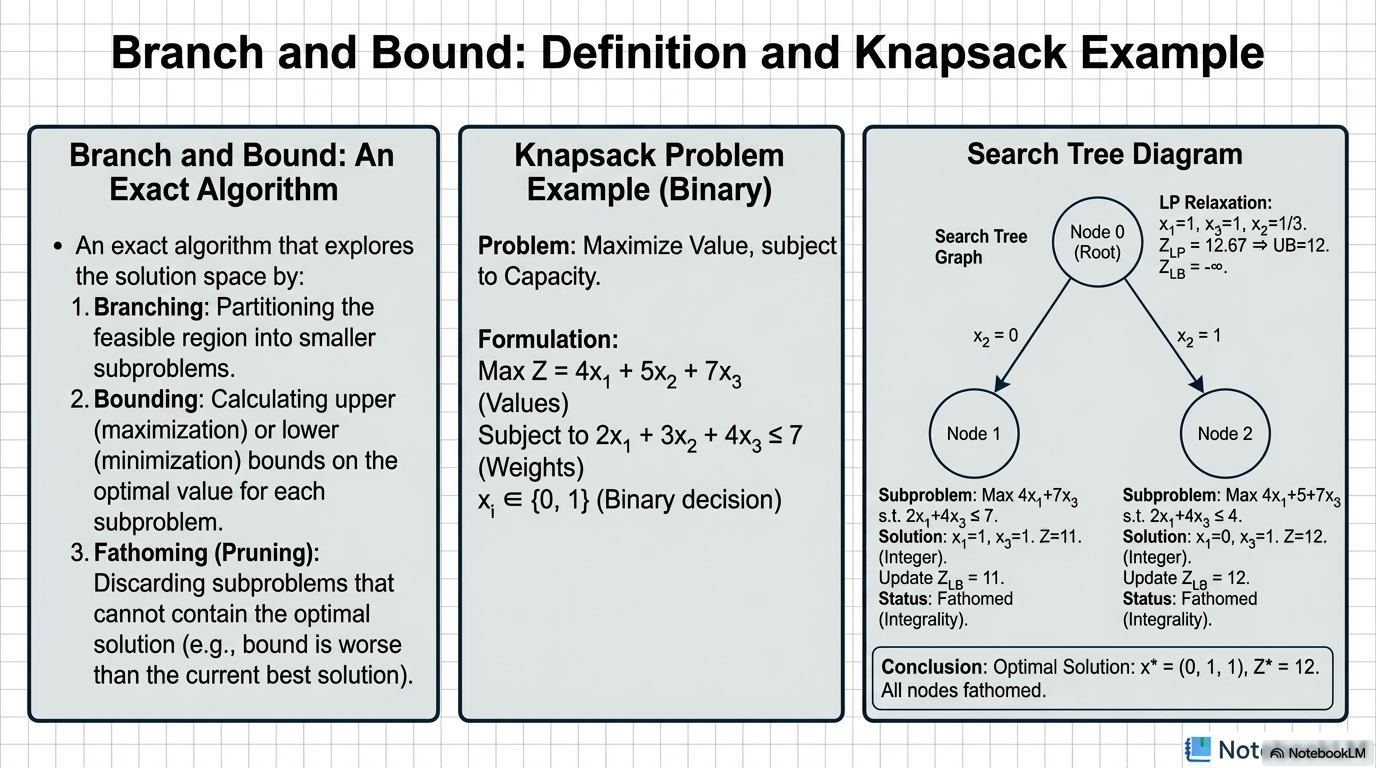 Branch and Bound: Definition and Knapsack Example
Branch and Bound: An
Exact Algorithm
• An exact algorithm that explores
the solution space by:
1. Branching: Partitioning the
feasible region into smaller
subproblems.
2. Bounding: Calculating upper
(maximization) or lower
(minimization) bounds on the
optimal value for each
subproblem.
3. Fathoming (Pruning):
Discarding subproblems that
cannot contain the optimal
solution (e.g., bound is worse
than the current best solution).
Knapsack Problem
Example (Binary)
Problem: Maximize Value, subject
to Capacity.
Formulation:
Max Z = 4x₁ + 5x₂ + 7x₃
(Values)
Subject to 2x₁ + 3x₂ + 4x₃ ≤ 7
(Weights)
xᵢ ∈ {0, 1} (Binary decision)
Search Tree Diagram
Search Tree
Graph
Node 0
(Root)
LP Relaxation:
x₁=1, x₃=1, x₂=1/3.
Z_LP = 12.67 ⇒ UB=12.
Z_LB = -∞.
x₂ = 0
x₂ = 1
Node 1
Node 2
Subproblem: Max 4x₁+7x₃
s.t. 2x₁+4x₃ ≤ 7.
Solution: x₁=1, x₃=1. Z=11.
(Integer).
Update Z_LB = 11.
Status: Fathomed
(Integrality).
Subproblem: Max 4x₁+5+7x₃
s.t. 2x₁+4x₃ ≤ 4.
Solution: x₁=0, x₃=1. Z=12.
(Integer).
Update Z_LB = 12.
Status: Fathomed
(Integrality).
Conclusion: Optimal Solution: x* = (0, 1, 1), Z* = 12.
All nodes fathomed.
NotebookLM